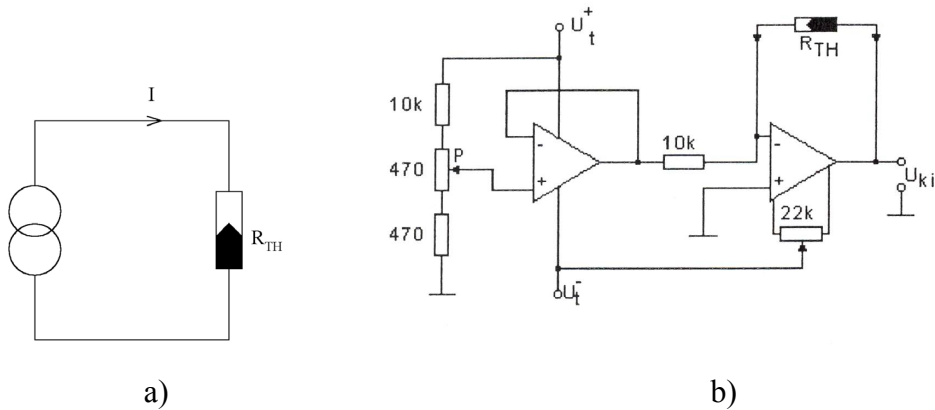 I
R_TH
a)
U_t^+
10k
470
P
470
-
+
10k
R_TH
-
+
22k
U_ki
U_t^-
b)